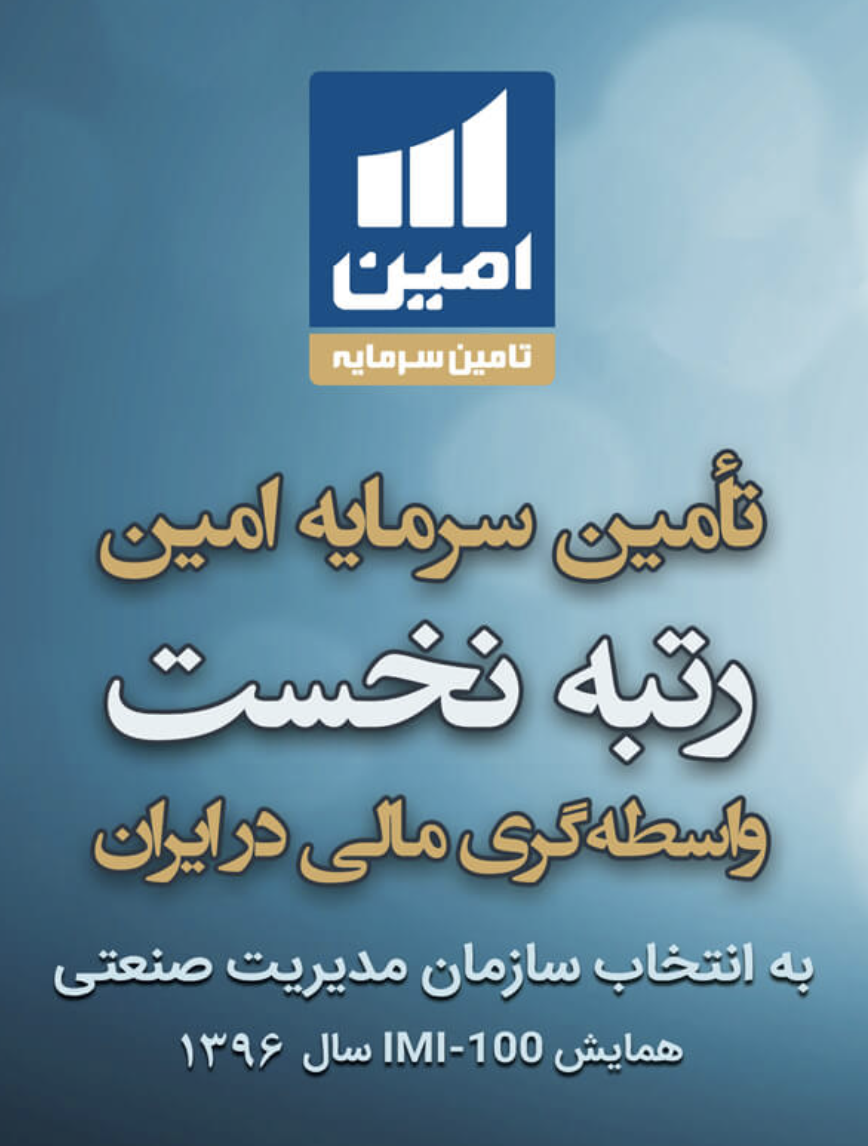 امین
تامین سرمایه
تأمین سرمایه امین
رتبه نخست
واسطه‌گری مالی در ایران
به انتخاب سازمان مدیریت صنعتی
همایش IMI-100 سال ۱۳۹۶